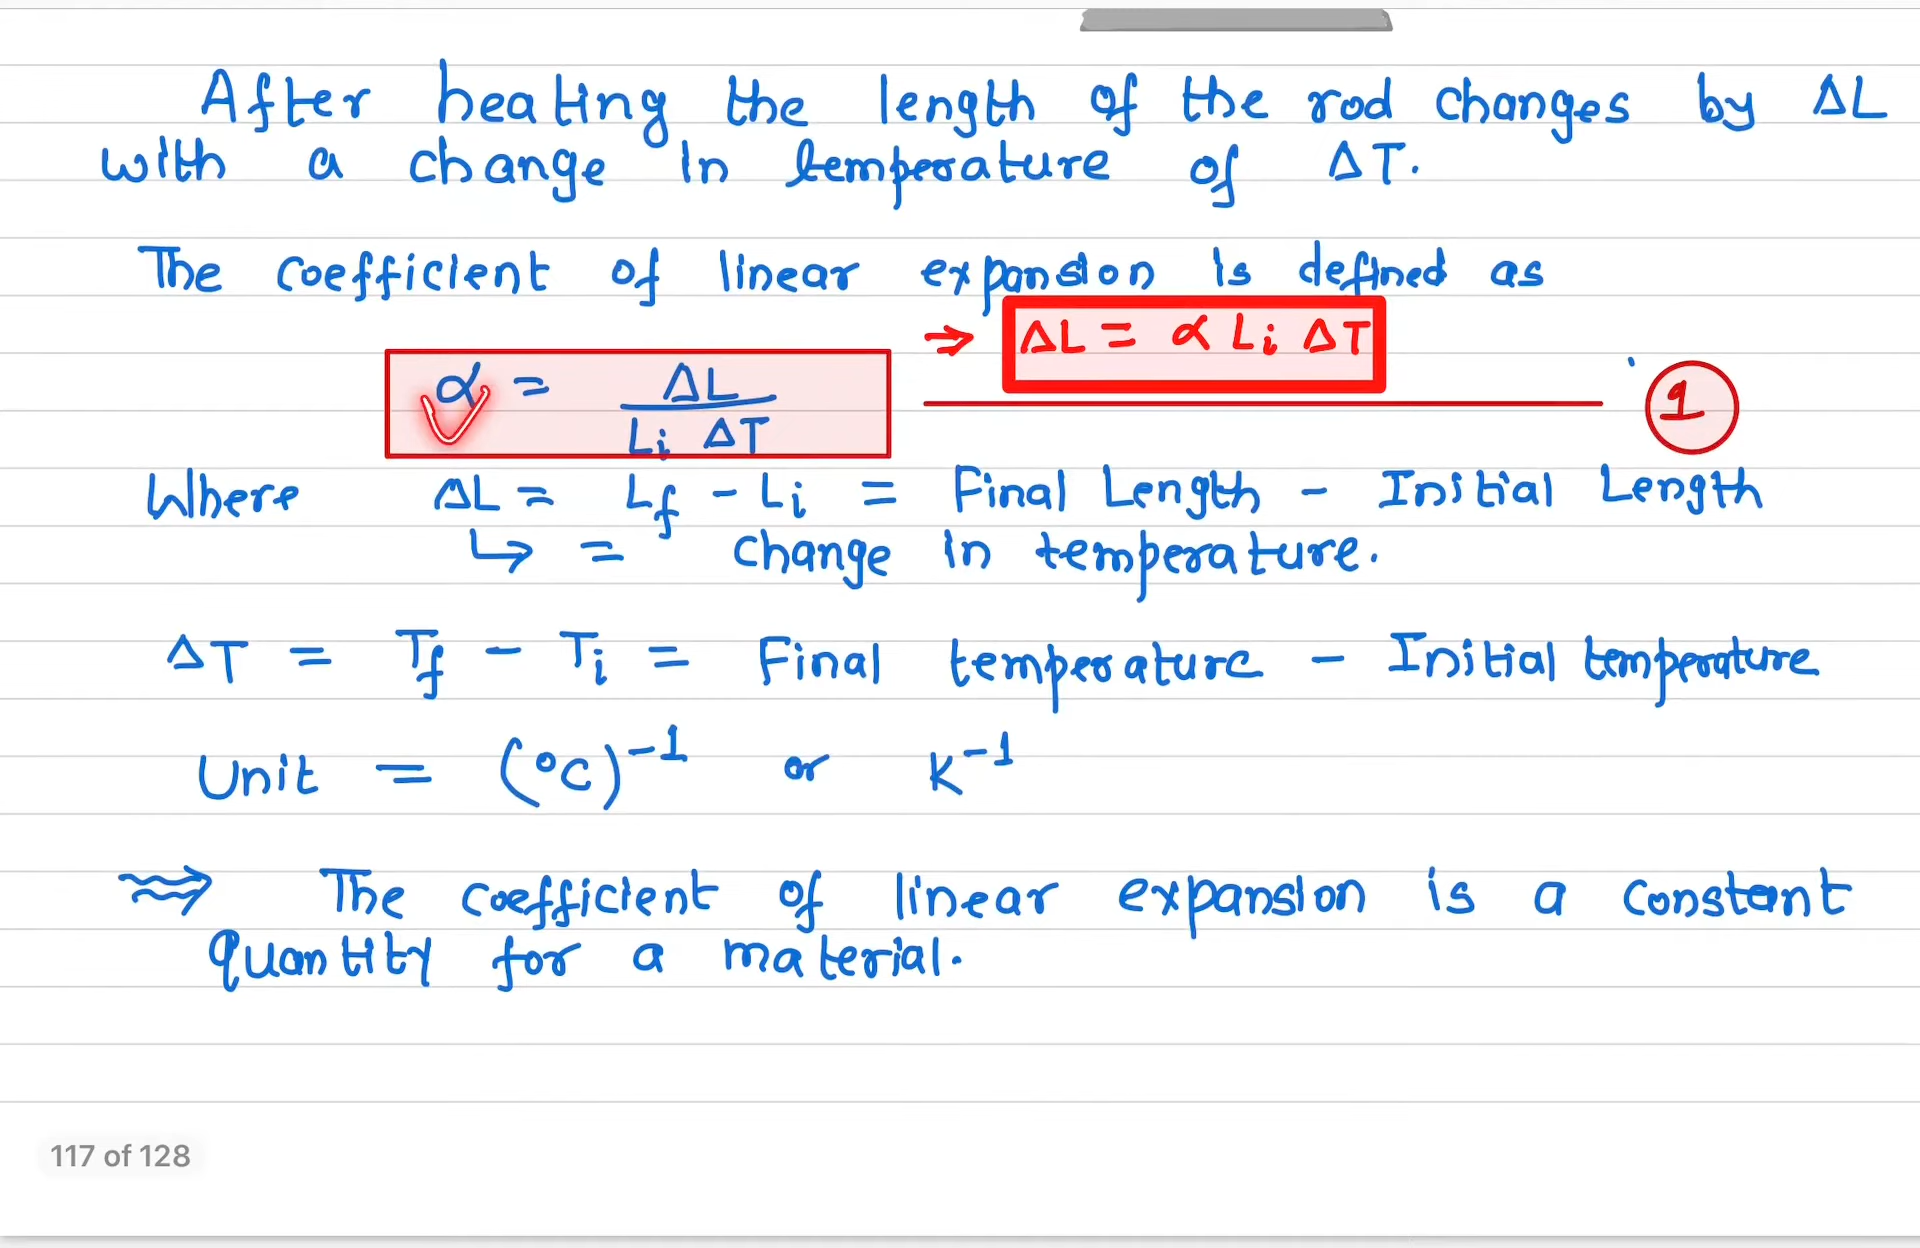 After heating the length of the rod changes by ΔL
with a change in temperature of ΔT.
The coefficient of linear expansion is defined as
⇒ ΔL = α Li ΔT
α = ΔL / Li ΔT 1
Where ΔL = Lf - Li = Final Length - Initial Length
↳ = change in temperature.
ΔT = Tf - Ti = Final temperature - Initial temperature
Unit = (°C)⁻¹ or K⁻¹
⇒ The coefficient of linear expansion is a constant
quantity for a material.
117 of 128